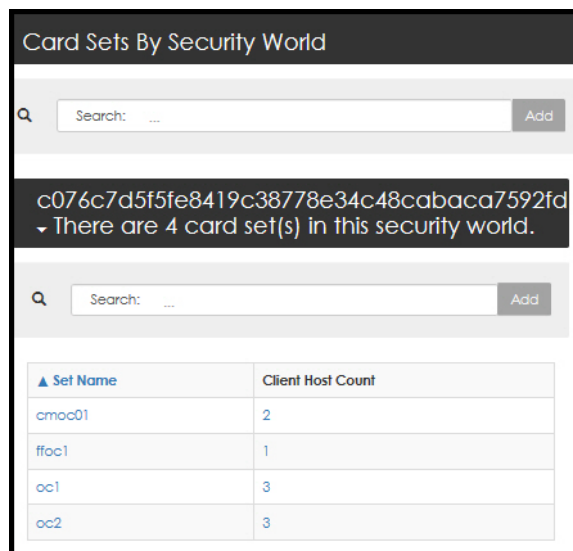 Card Sets By Security World
Search: ... Add
c076c7d5f5fe8419c38778e34c48cabaca7592fd
There are 4 card set(s) in this security world.
Search: ... Add
▲ Set Name Client Host Count
cmoc01 2
ffoc1 1
oc1 3
oc2 3